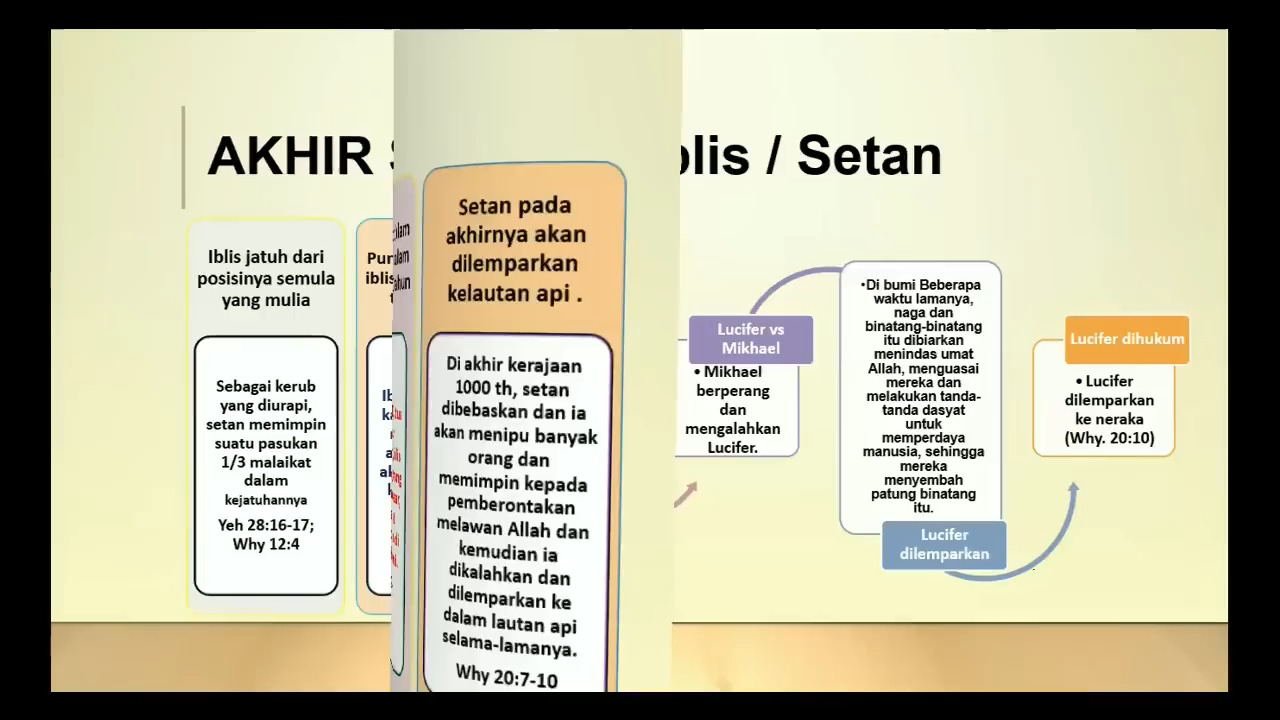 AKHIR
blis / Setan
Iblis jatuh dari
posisinya semula
yang mulia
Sebagai kerub
yang diurapi,
setan memimpin
suatu pasukan
1/3 malaikat
dalam
kejatuhannya
Yeh 28:16-17;
Why 12:4
Setan pada
akhirnya akan
dilemparkan
kelautan api .
Di akhir kerajaan
1000 th, setan
dibebaskan dan ia
akan menipu banyak
orang dan
memimpin kepada
pemberontakan
melawan Allah dan
kemudian ia
dikalahkan dan
dilemparkan ke
dalam lautan api
selama-lamanya.
Why 20:7-10
Lucifer vs
Mikhael
• Mikhael
berperang
dan
mengalahkan
Lucifer.
•Di bumi Beberapa
waktu lamanya,
naga dan
binatang-binatang
itu dibiarkan
menindas umat
Allah, menguasai
mereka dan
melakukan tanda-
tanda dasyat
untuk
memperdaya
manusia, sehingga
mereka
menyembah
patung binatang
itu.
Lucifer
dilemparkan
Lucifer dihukum
• Lucifer
dilemparkan
ke neraka
(Why. 20:10)